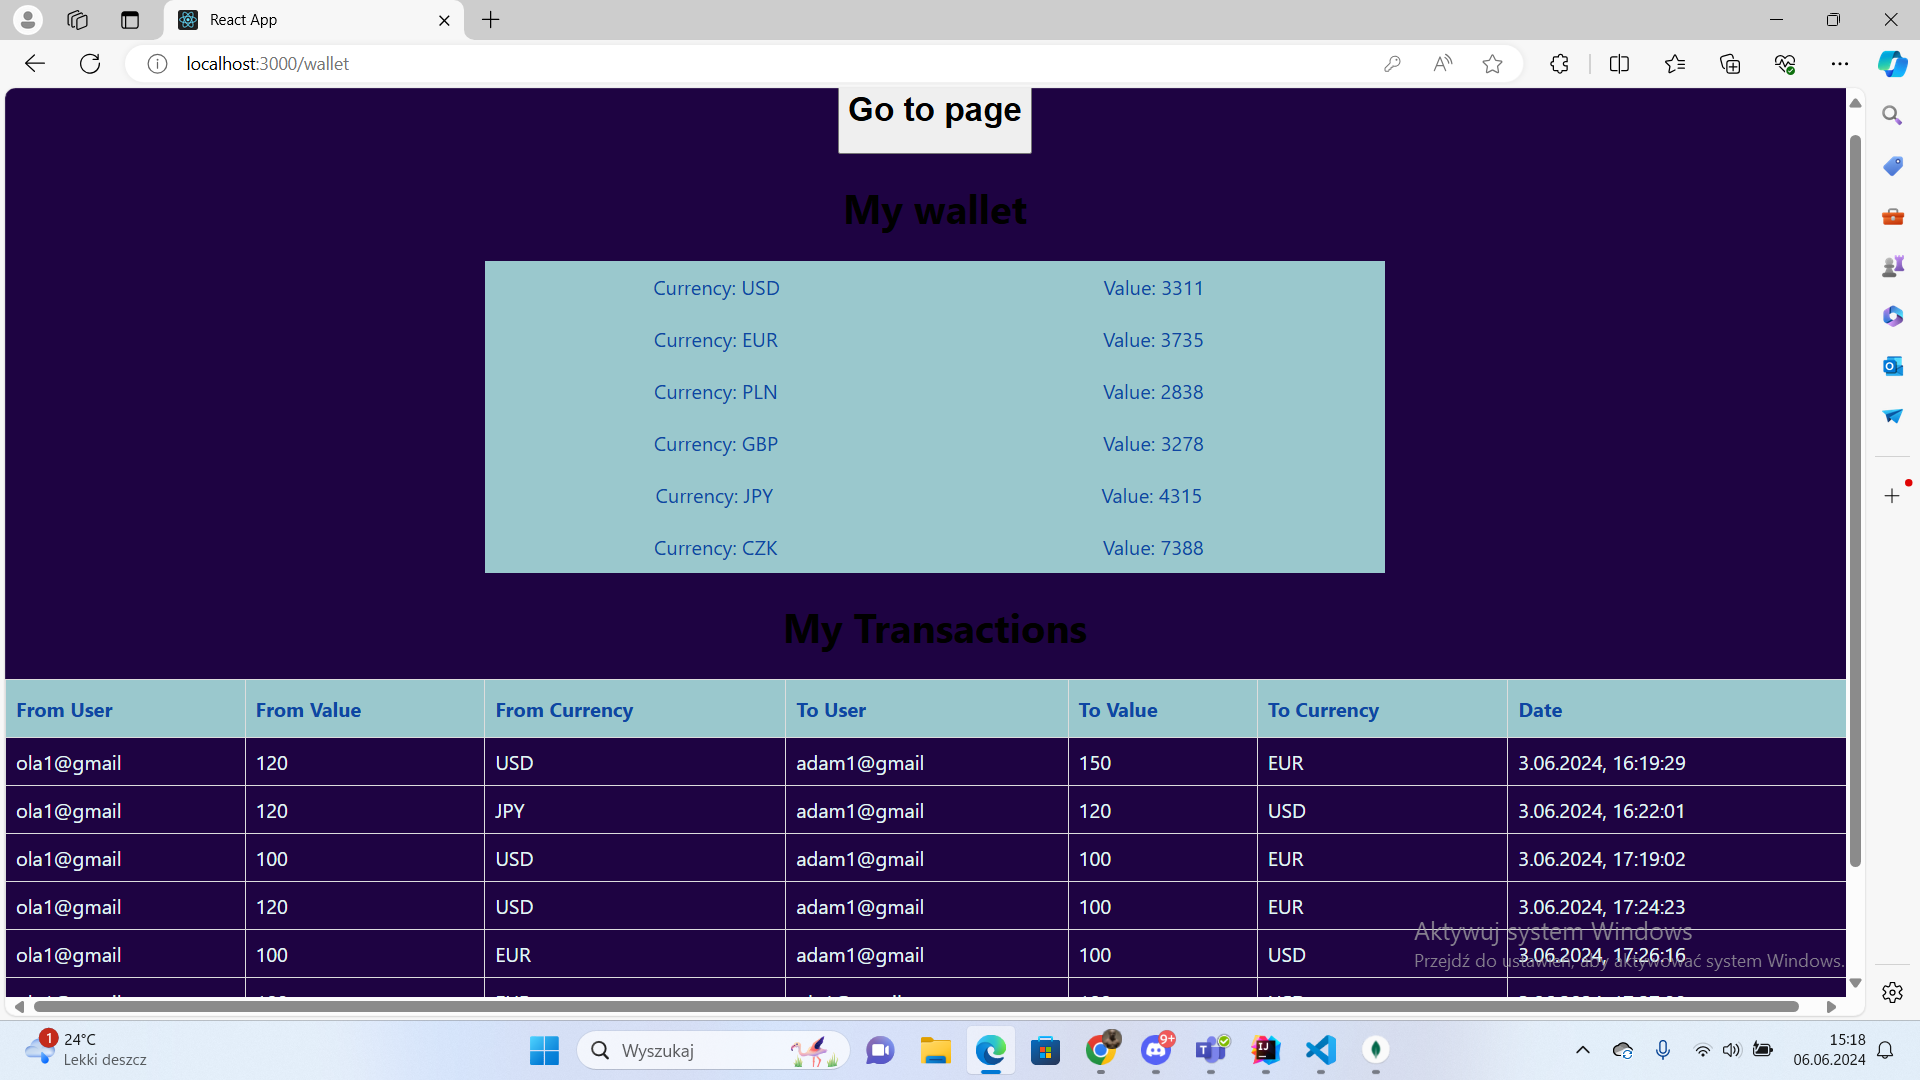 React App
localhost:3000/wallet
Go to page
My wallet
Currency: USD Value: 3311
Currency: EUR Value: 3735
Currency: PLN Value: 2838
Currency: GBP Value: 3278
Currency: JPY Value: 4315
Currency: CZK Value: 7388
My Transactions
From User From Value From Currency To User To Value To Currency Date
ola1@gmail 120 USD adam1@gmail 150 EUR 3.06.2024, 16:19:29
ola1@gmail 120 JPY adam1@gmail 120 USD 3.06.2024, 16:22:01
ola1@gmail 100 USD adam1@gmail 100 EUR 3.06.2024, 17:19:02
ola1@gmail 120 USD adam1@gmail 100 EUR 3.06.2024, 17:24:23
Aktywuj system Windows
ola1@gmail 100 EUR adam1@gmail 100 USD 3.06.2024, 17:26:16
Przejdź do ustawień, aby aktywować system Windows.
1
24°C
Lekki deszcz
Wyszukaj
9+
15:18
06.06.2024